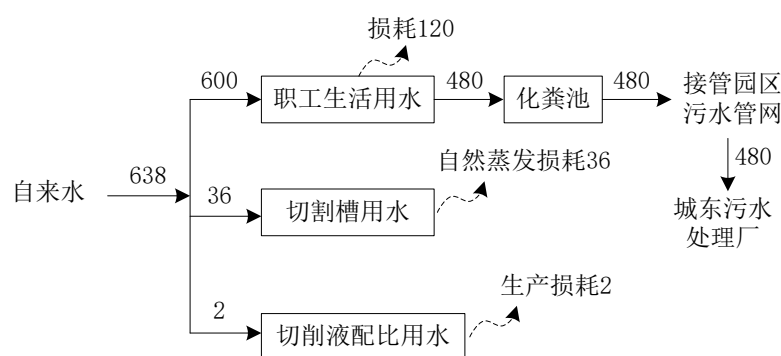 损耗120
600
职工生活用水
480
化粪池
480
接管园区
污水管网
480
城东污水
处理厂
自来水
638
自然蒸发损耗36
36
切割槽用水
生产损耗2
2
切削液配比用水